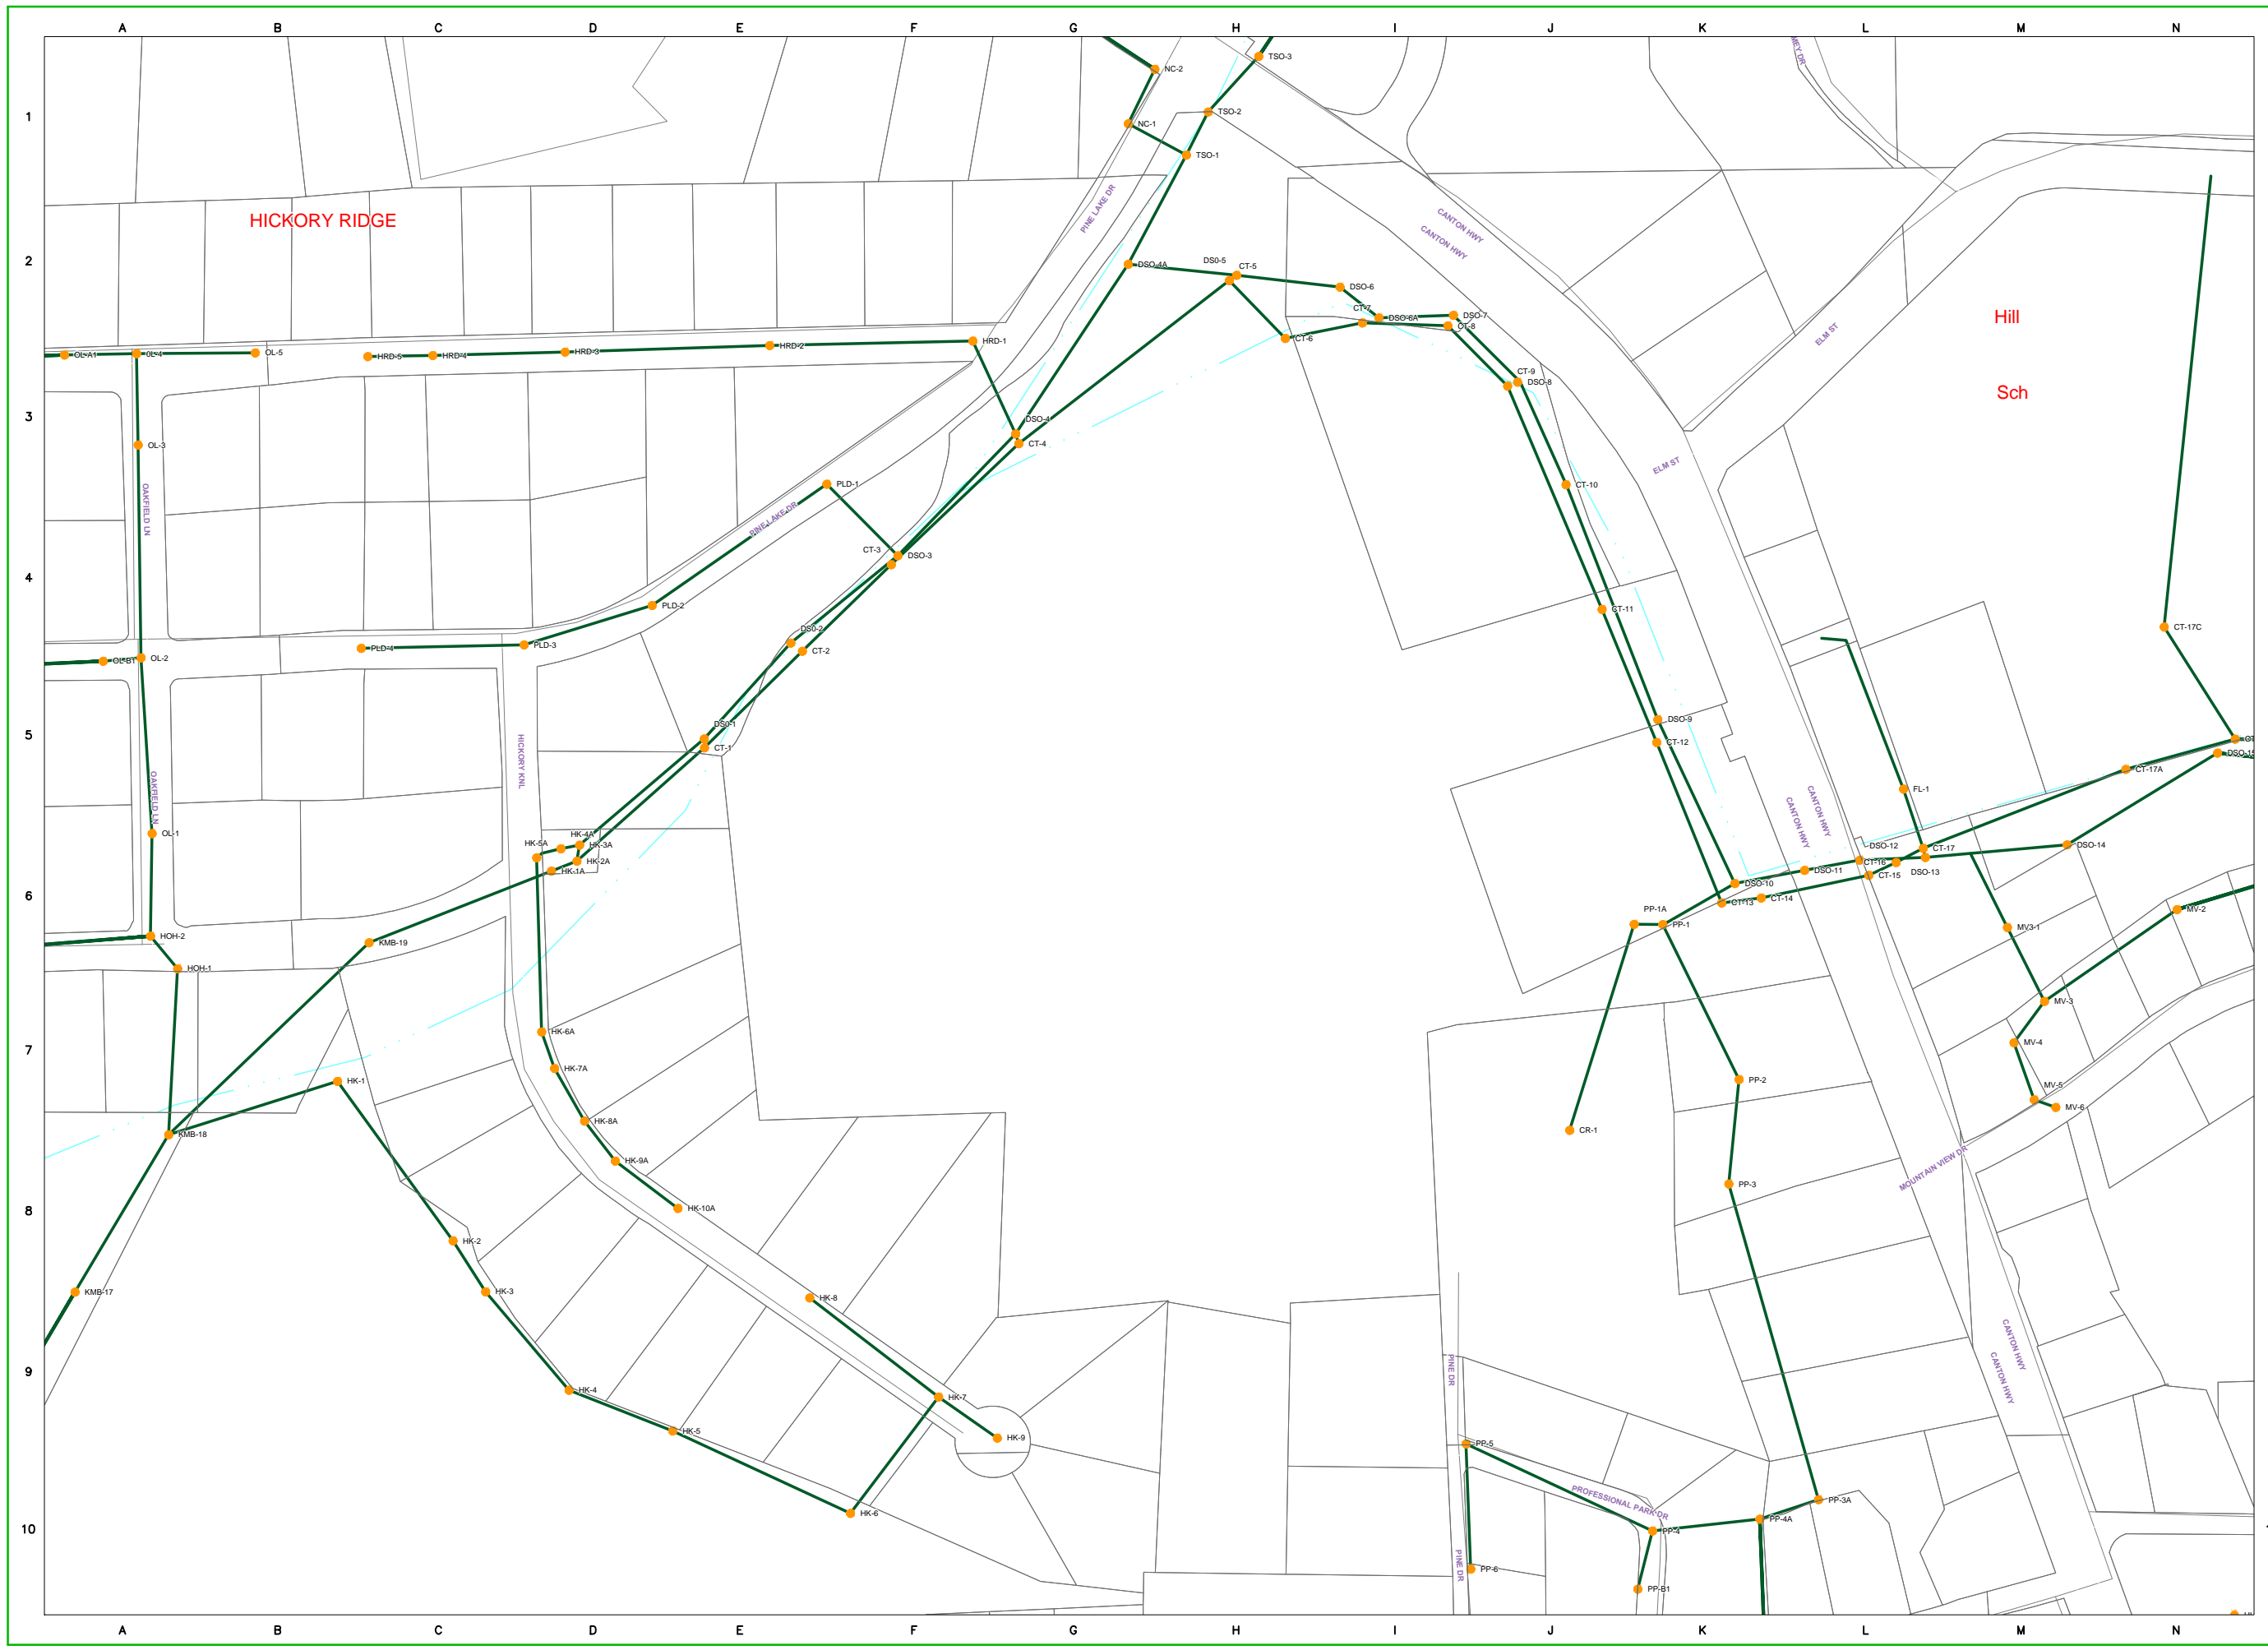 A B C D E F G H I J K L M N
1
2
3
4
5
6
7
8
9
10
NC-2
TSO-3
MEY DR
TSO-2
NC-1
TSO-1
PINE LAKE DR
HICKORY RIDGE
CANTON HWY
CANTON HWY
DSO-4A
DS0-5
CT-5
DSO-6
CT-7
DSO-6A
DSO-7
CT-8
CT-6
ELM ST
Hill
Sch
OL-A1
OL-4
OL-5
HRD-5
HRD-4
HRD-3
HRD-2
HRD-1
CT-9
DSO-8
DSO-4
CT-4
OL-3
ELM ST
PLD-1
CT-10
OAKFIELD LN
PINE LAKE DR
CT-3
DSO-3
PLD-2
CT-11
CT-17C
DS0-2
CT-2
PLD-3
PLD-4
OL-B1
OL-2
DS0-1
CT-1
DSO-9
CT-12
HICKORY KNL
OAKFIELD LN
DSO-15
CT-17A
FL-1
CANTON HWY
CANTON HWY
OL-1
HK-4A
HK-3A
HK-5A
HK-2A
HK-1A
DSO-12
CT-17
DSO-14
CT-16
DSO-13
DSO-11
CT-15
DSO-10
CT-14
CT-13
PP-1A
PP-1
MV-2
MV3-1
HOH-2
KMB-19
HOH-1
MV-3
HK-6A
MV-4
HK-7A
HK-1
PP-2
MV-5
MV-6
HK-8A
CR-1
KMB-18
HK-9A
MOUNTAIN VIEW DR
PP-3
HK-10A
HK-2
KMB-17
HK-3
HK-8
CANTON HWY
CANTON HWY
PINE DR
HK-4
HK-7
HK-5
HK-9
PP-5
PROFESSIONAL PARK DR
PP-3A
HK-6
PP-4A
PP-4
PINE DR
PP-6
PP-B1
A B C D E F G H I J K L M N